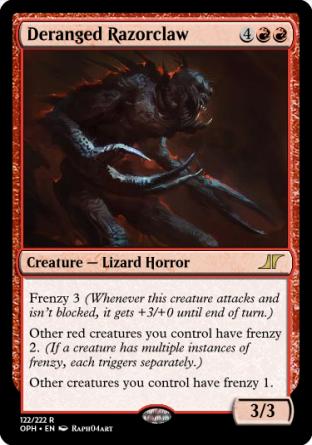 Deranged Razorclaw 4
Creature — Lizard Horror
Frenzy 3 (Whenever this creature attacks and
isn't blocked, it gets +3/+0 until end of turn.)
Other red creatures you control have frenzy
2. (If a creature has multiple instances of
frenzy, each triggers separately.)
Other creatures you control have frenzy 1.
3/3
122/222 R
OPH • EN Raph04art